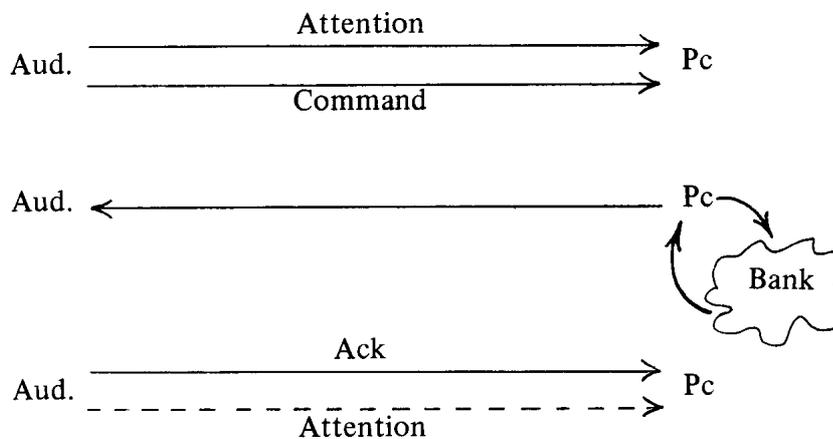 Attention
Aud. Pc
Command
Aud. Pc
Bank
Ack
Aud. Pc
Attention